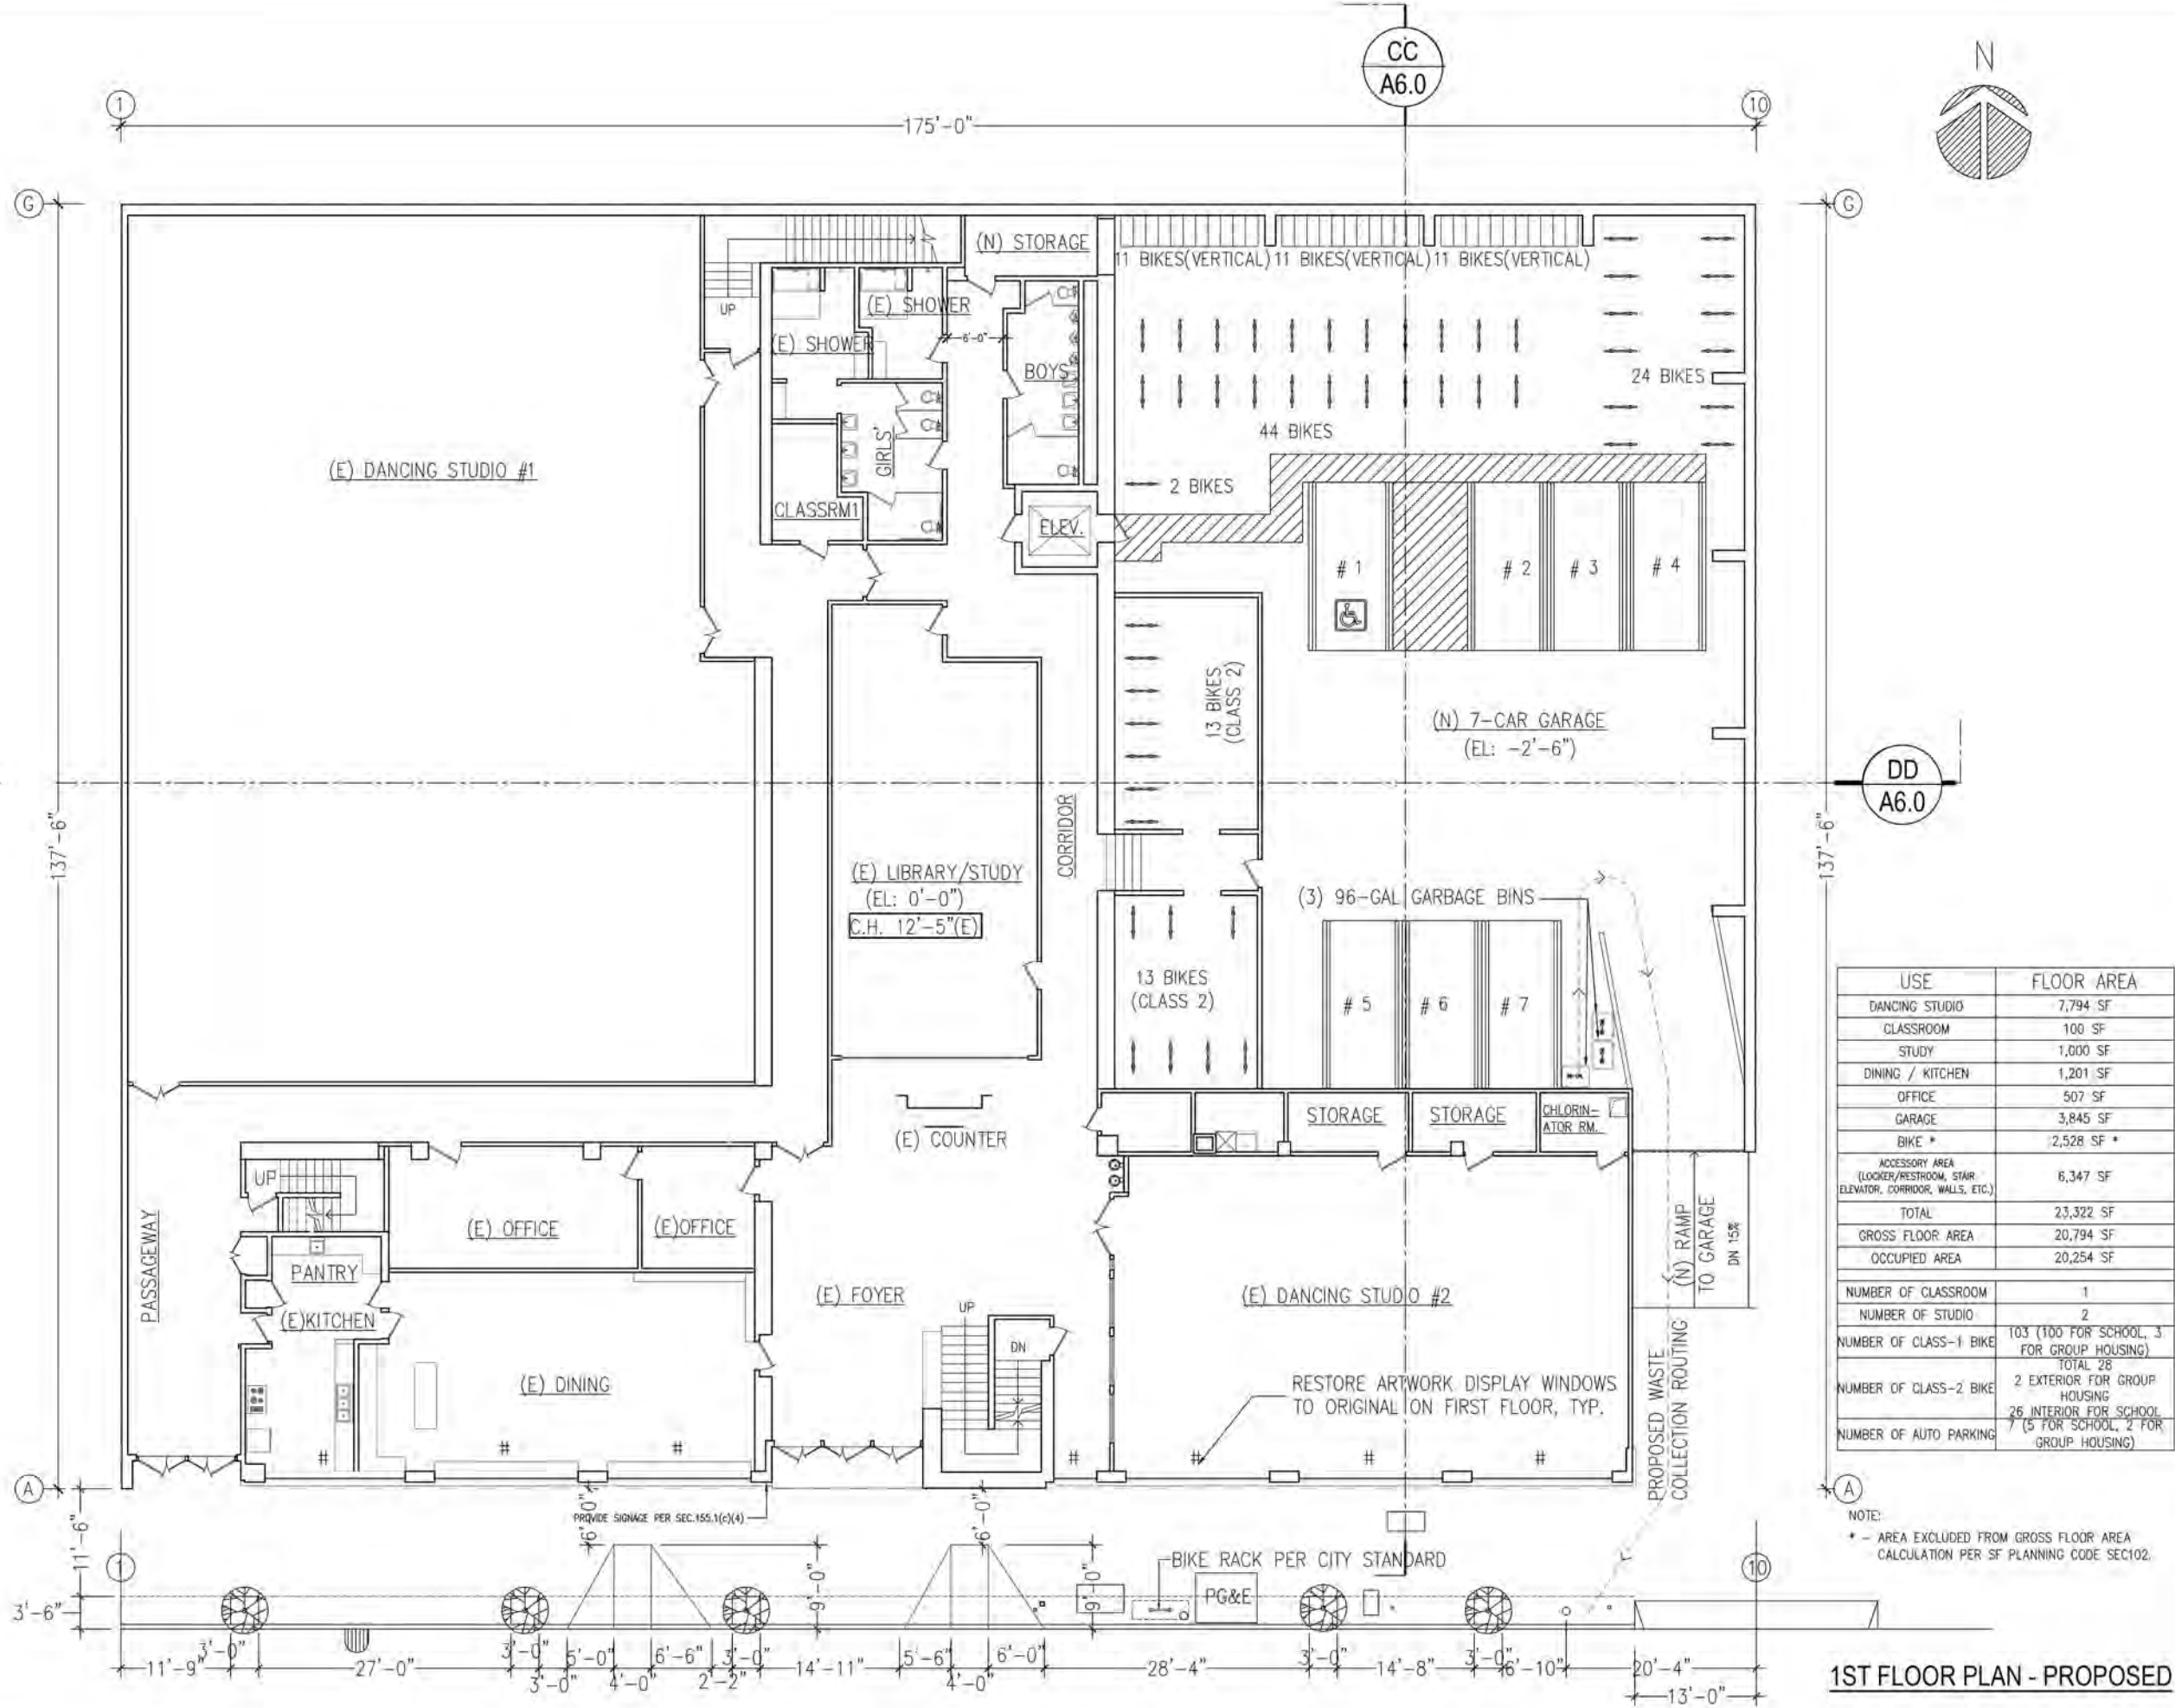 CC
A6.0
N
1
10
175'-0"
G
G
(N) STORAGE
11 BIKES(VERTICAL)
11 BIKES(VERTICAL)
11 BIKES(VERTICAL)
UP
(E) SHOWER
(E) SHOWER
6'-0"
BOYS'
24 BIKES
44 BIKES
GIRLS'
(E) DANCING STUDIO #1
2 BIKES
CLASSRM1
ELEV.
# 1
# 2
# 3
# 4
13 BIKES
(CLASS 2)
(N) 7-CAR GARAGE
(EL: -2'-6")
DD
A6.0
137'-6"
137'-6"
CORRIDOR
(E) LIBRARY/STUDY
(EL: 0'-0")
C.H. 12'-5"(E)
(3) 96-GAL GARBAGE BINS
13 BIKES
(CLASS 2)
# 5
# 6
# 7
USE
FLOOR AREA
DANCING STUDIO
7,794 SF
CLASSROOM
100 SF
STUDY
1,000 SF
DINING / KITCHEN
1,201 SF
OFFICE
507 SF
GARAGE
3,845 SF
BIKE *
2,528 SF *
ACCESSORY AREA
(LOCKER/RESTROOM, STAIR
ELEVATOR, CORRIDOR, WALLS, ETC.)
6,347 SF
TOTAL
23,322 SF
GROSS FLOOR AREA
20,794 SF
OCCUPIED AREA
20,254 SF
NUMBER OF CLASSROOM
1
NUMBER OF STUDIO
2
NUMBER OF CLASS-1 BIKE
103 (100 FOR SCHOOL, 3
FOR GROUP HOUSING)
NUMBER OF CLASS-2 BIKE
TOTAL 28
2 EXTERIOR FOR GROUP
HOUSING
26 INTERIOR FOR SCHOOL
NUMBER OF AUTO PARKING
7 (5 FOR SCHOOL, 2 FOR
GROUP HOUSING)
(E) COUNTER
STORAGE
STORAGE
CHLORIN-
ATOR RM.
UP
PASSAGEWAY
(E) OFFICE
(E)OFFICE
PANTRY
(E)KITCHEN
(E) FOYER
UP
DN
(E) DANCING STUDIO #2
(N) RAMP
TO GARAGE
DN 15%
(E) DINING
RESTORE ARTWORK DISPLAY WINDOWS
TO ORIGINAL ON FIRST FLOOR, TYP.
PROPOSED WASTE
COLLECTION ROUTING
#
#
#
#
#
#
#
A
A
PROVIDE SIGNAGE PER SEC.155.1(c)(4)
6'-0"
6'-0"
NOTE:
* - AREA EXCLUDED FROM GROSS FLOOR AREA
CALCULATION PER SF PLANNING CODE SEC102.
11'-6"
1
10
9'-0"
9'-0"
BIKE RACK PER CITY STANDARD
PG&E
3'-6"
11'-9"
3'-0"
27'-0"
3'-0"
3'-0"
5'-0"
4'-0"
6'-6"
2'-2"
3'-0"
14'-11"
5'-6"
4'-0"
6'-0"
28'-4"
3'-0"
14'-8"
3'-0"
6'-10"
20'-4"
13'-0"
1ST FLOOR PLAN - PROPOSED